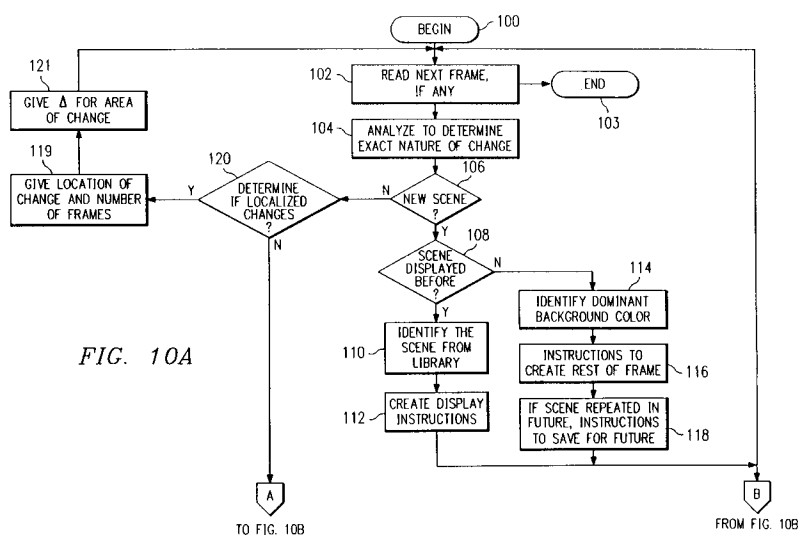 BEGIN
100
121
102
READ NEXT FRAME,
IF ANY
END
103
GIVE Δ FOR AREA
OF CHANGE
104
ANALYZE TO DETERMINE
EXACT NATURE OF CHANGE
119
120
106
GIVE LOCATION OF
CHANGE AND NUMBER
OF FRAMES
Y
DETERMINE
IF LOCALIZED
CHANGES
?
N
N
NEW SCENE
?
Y
108
SCENE
DISPLAYED
BEFORE
?
N
Y
114
IDENTIFY DOMINANT
BACKGROUND COLOR
FIG. 10A
110
IDENTIFY THE
SCENE FROM
LIBRARY
INSTRUCTIONS TO
CREATE REST OF FRAME
116
112
CREATE DISPLAY
INSTRUCTIONS
IF SCENE REPEATED IN
FUTURE, INSTRUCTIONS
TO SAVE FOR FUTURE
118
A
TO FIG. 10B
B
FROM FIG. 10B